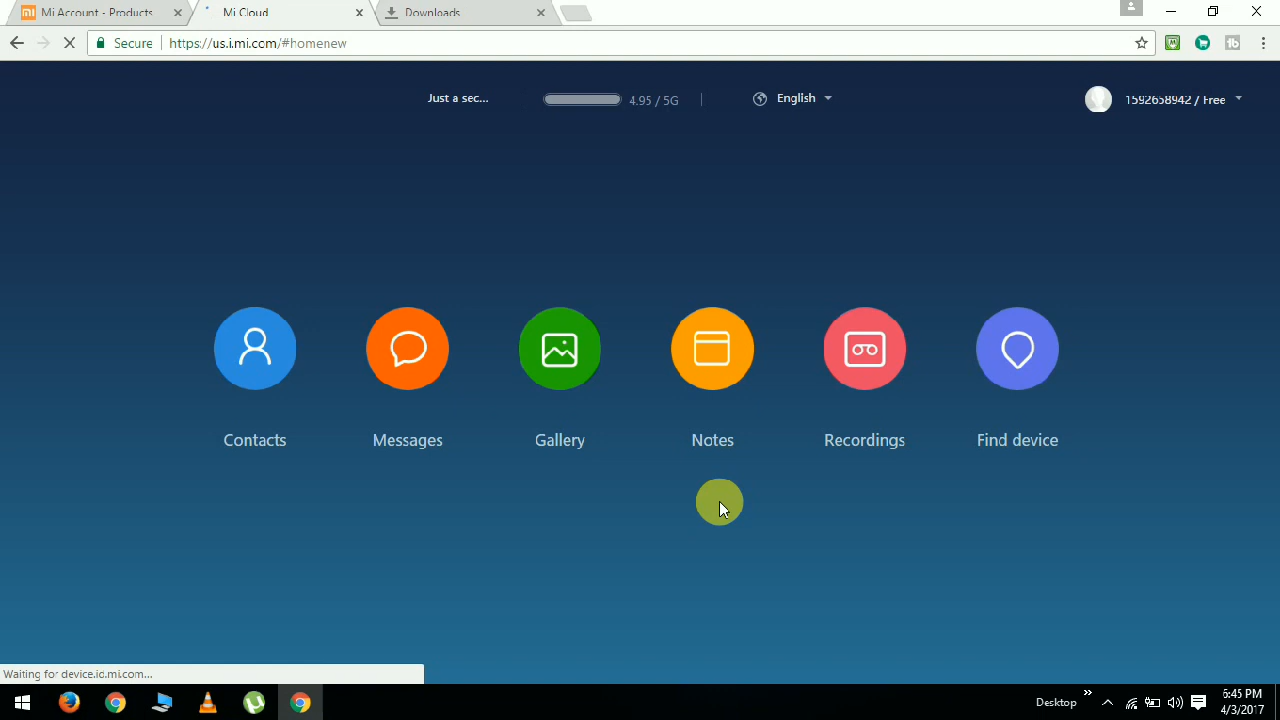 Mi Account - Products
Mi Cloud
Downloads
Secure
https://us.i.mi.com/#homenew
Just a sec...
4.95 / 5G
English
1592658942 / Free
Contacts
Messages
Gallery
Notes
Recordings
Find device
Waiting for device.id.mi.com...
Desktop
6:45 PM
4/3/2017